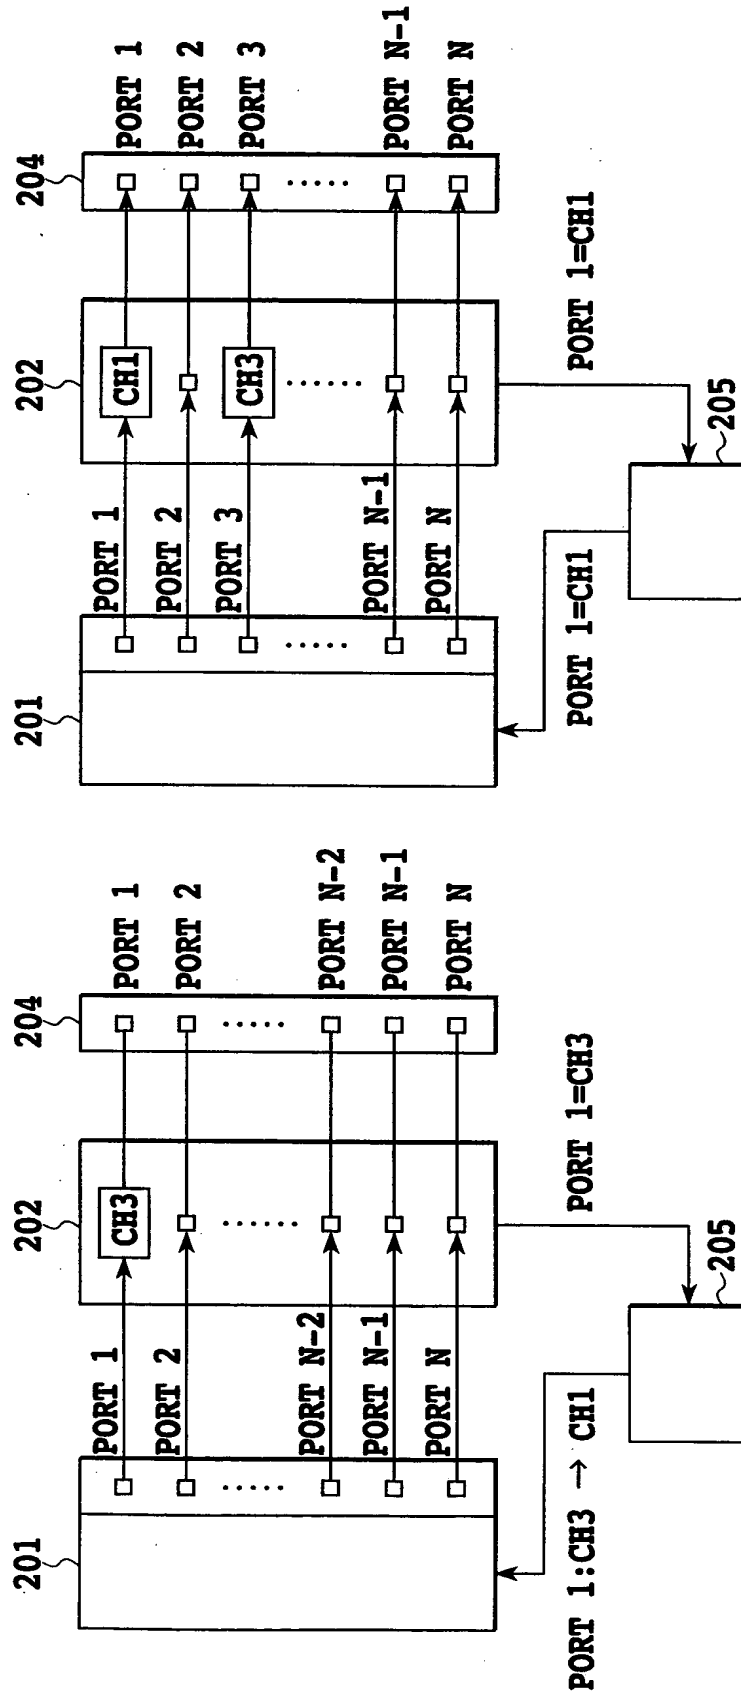 201
202
204
PORT 1
CH3
PORT 1
PORT 2
PORT 2
PORT N-2
PORT N-2
PORT N-1
PORT N-1
PORT N
PORT N
PORT 1:CH3 → CH1
PORT 1=CH3
205
201
202
204
PORT 1
CH1
PORT 1
PORT 2
PORT 2
PORT 3
CH3
PORT 3
PORT N-1
PORT N-1
PORT N
PORT N
PORT 1=CH1
PORT 1=CH1
205